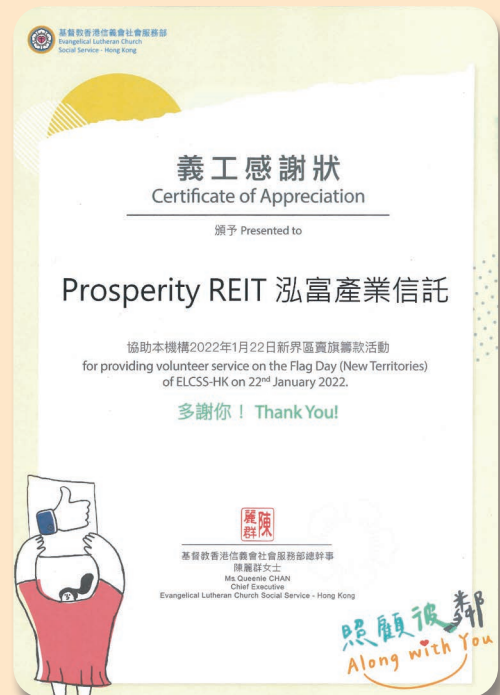 基督教香港信義會社會服務部
Evangelical Lutheran Church
Social Service - Hong Kong
義工感謝狀
Certificate of Appreciation
頒予 Presented to
Prosperity REIT 泓富產業信託
協助本機構2022年1月22日新界區賣旗籌款活動
for providing volunteer service on the Flag Day (New Territories)
of ELCSS-HK on 22nd January 2022.
多謝你！ Thank You!
陳麗群
基督教香港信義會社會服務部總幹事
陳麗群女士
Ms Queenie CHAN
Chief Executive
Evangelical Lutheran Church Social Service - Hong Kong
照顧彼鄰
Along with You